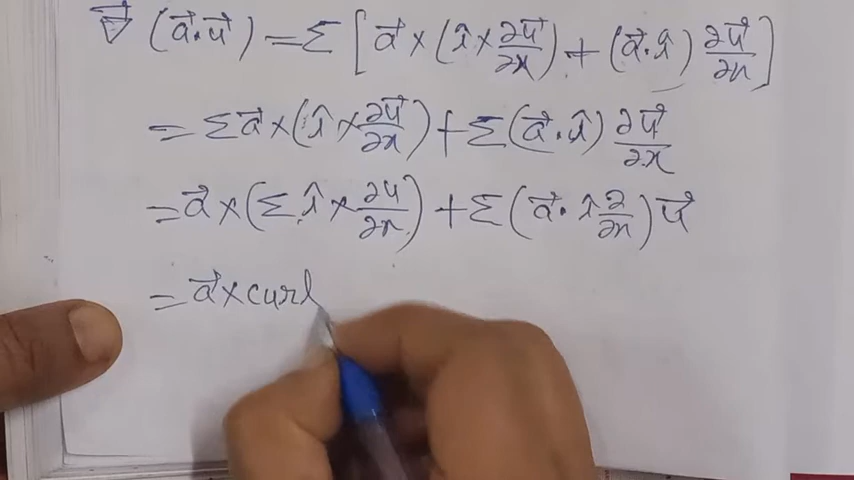 ∇⃗ (a⃗.u⃗) = Σ [ a⃗ × (î × ∂u⃗/∂x) + (a⃗.î) ∂u⃗/∂x ]
= Σ a⃗ × (î × ∂u⃗/∂x) + Σ (a⃗.î) ∂u⃗/∂x
= a⃗ × (Σ î × ∂u/∂x) + Σ (a⃗. î ∂/∂x) u⃗
= a⃗ × curl